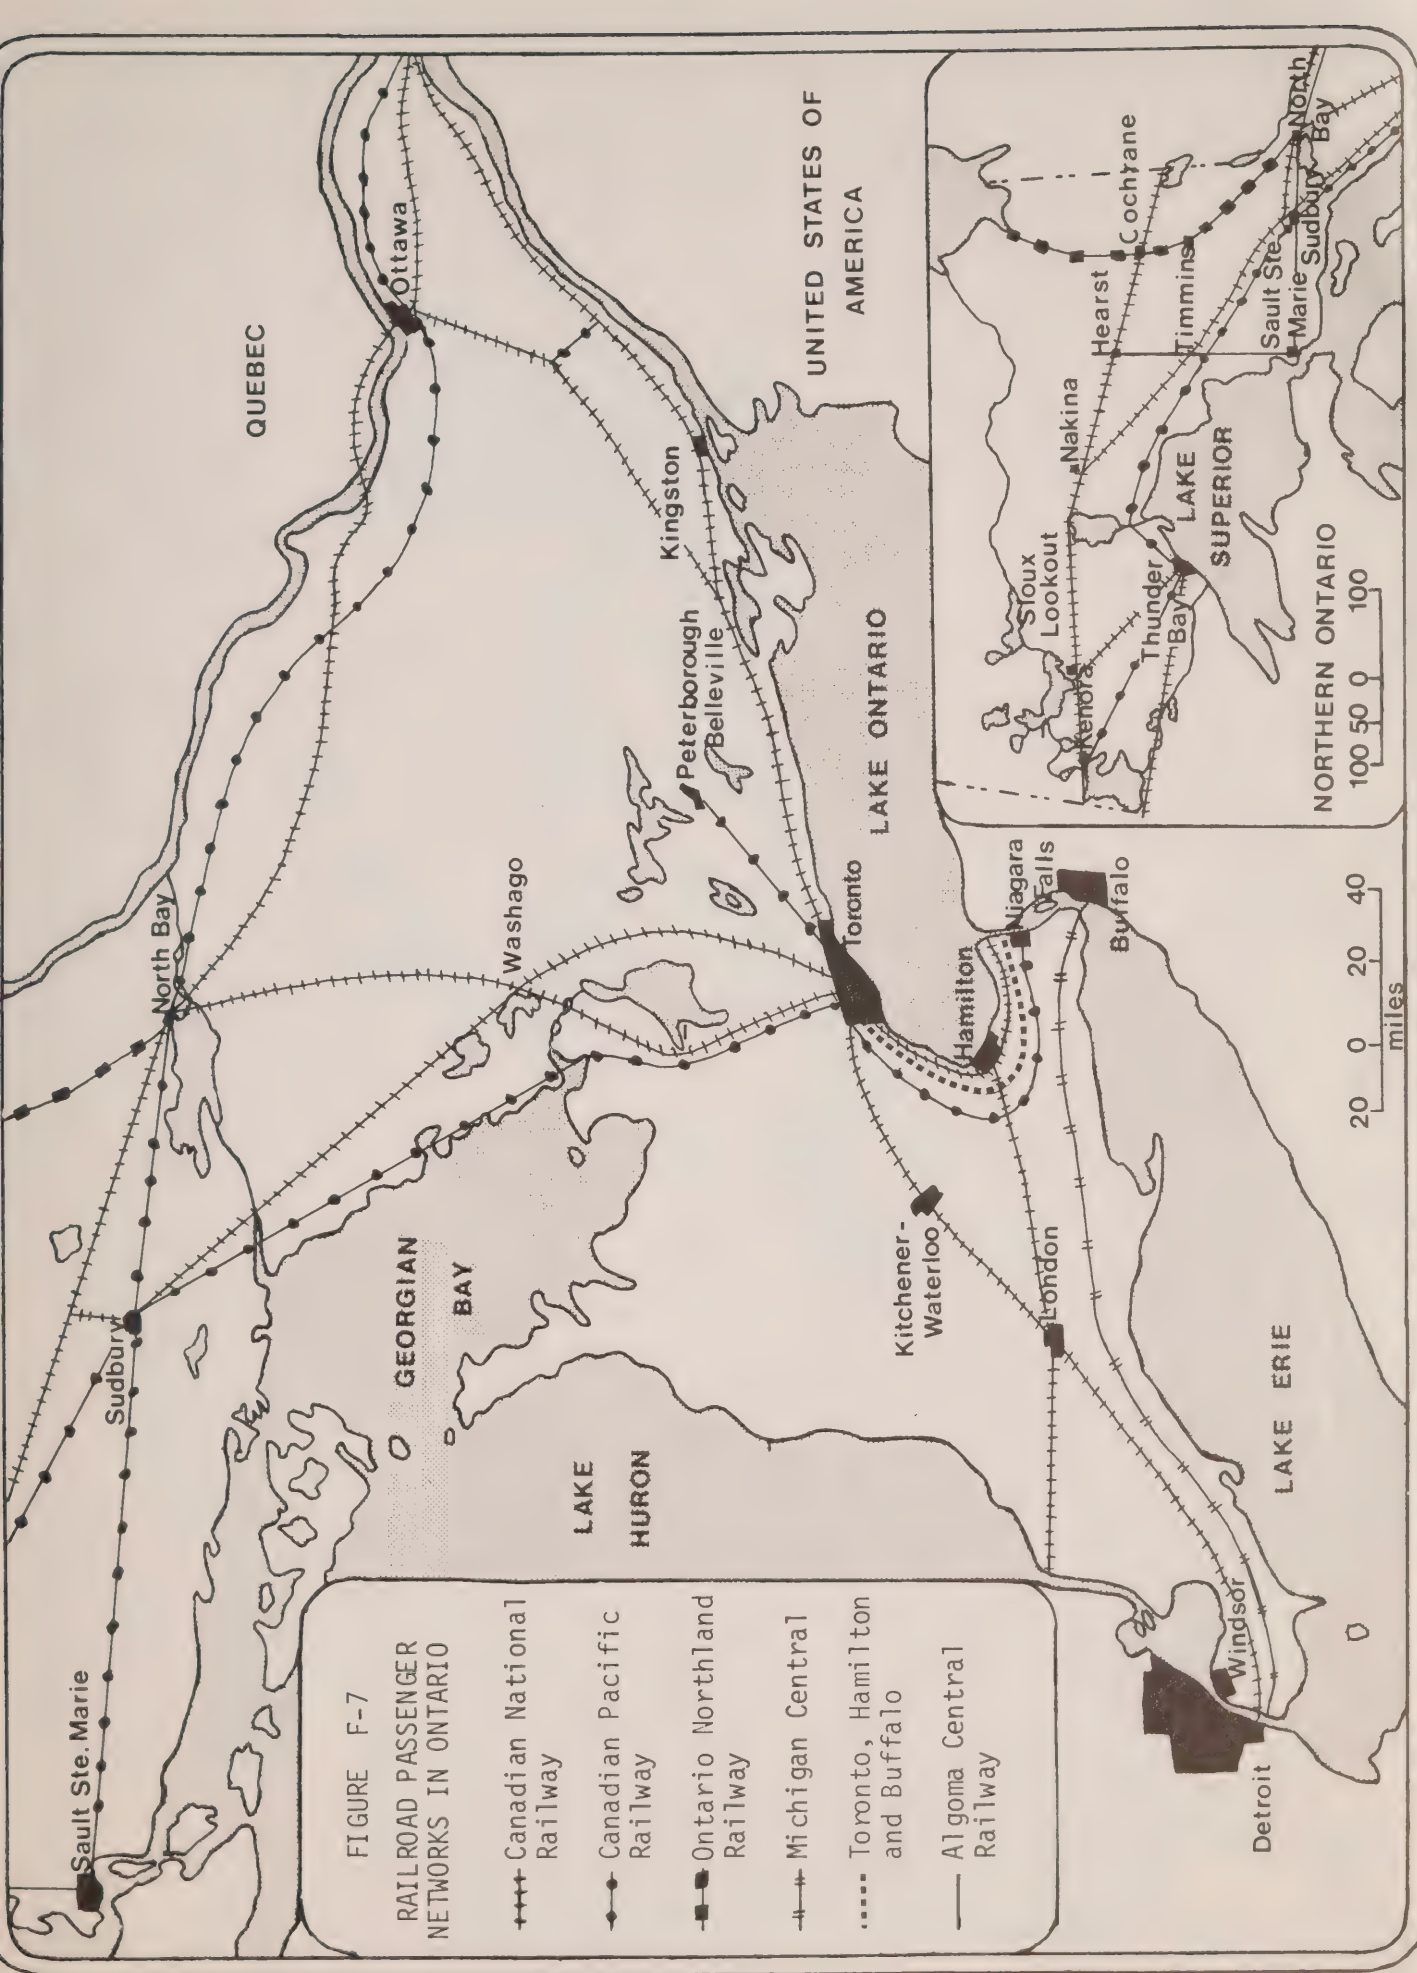 FIGURE F-7
RAILROAD PASSENGER
NETWORKS IN ONTARIO
Canadian National
Railway
Canadian Pacific
Railway
Ontario Northland
Railway
Michigan Central
Toronto, Hamilton
and Buffalo
Algoma Central
Railway
Sault Ste. Marie
Sudbury
North Bay
QUEBEC
Ottawa
GEORGIAN
BAY
Washago
Peterborough
Belleville
Kingston
LAKE
HURON
Toronto
LAKE ONTARIO
UNITED STATES OF
AMERICA
Kitchener-
Waterloo
Hamilton
Niagara
Falls
Buffalo
London
Windsor
Detroit
LAKE ERIE
20 0 20 40
miles
Sioux
Lookout
Kenora
Nakina
Hearst
Cochrane
Thunder
Bay
LAKE
SUPERIOR
Timmins
Sault Ste.
Marie
Sudbury
North
Bay
NORTHERN ONTARIO
100 50 0 100